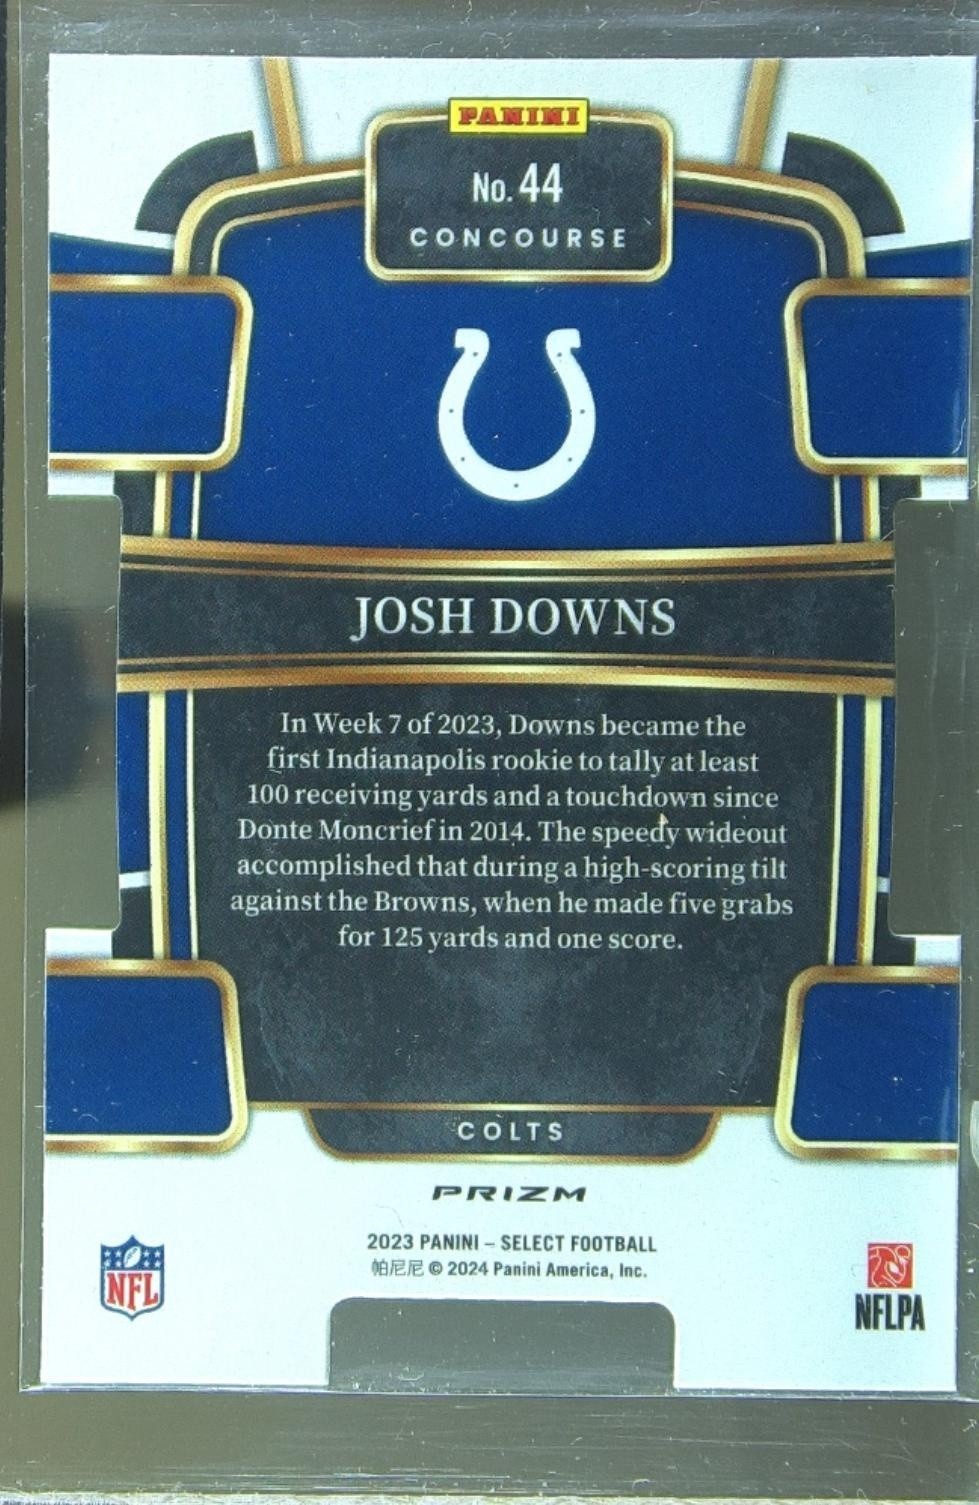 PANINI
No. 44
CONCOURSE
JOSH DOWNS
In Week 7 of 2023, Downs became the
first Indianapolis rookie to tally at least
100 receiving yards and a touchdown since
Donte Moncrief in 2014. The speedy wideout
accomplished that during a high-scoring tilt
against the Browns, when he made five grabs
for 125 yards and one score.
COLTS
PRIZM
2023 PANINI – SELECT FOOTBALL
帕尼尼 © 2024 Panini America, Inc.
NFL
NFLPA